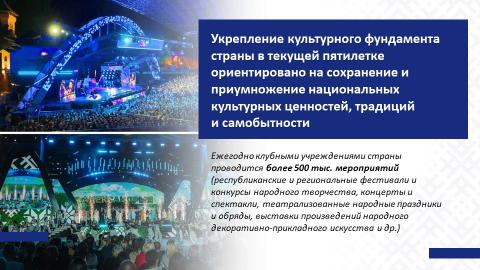 Укрепление культурного фундамента
страны в текущей пятилетке
ориентировано на сохранение и
приумножение национальных
культурных ценностей, традиций
и самобытности
Ежегодно клубными учреждениями страны
проводится более 500 тыс. мероприятий
(республиканские и региональные фестивали и
конкурсы народного творчества, концерты и
спектакли, театрализованные народные праздники
и обряды, выставки произведений народного
декоративно-прикладного искусства и др.)